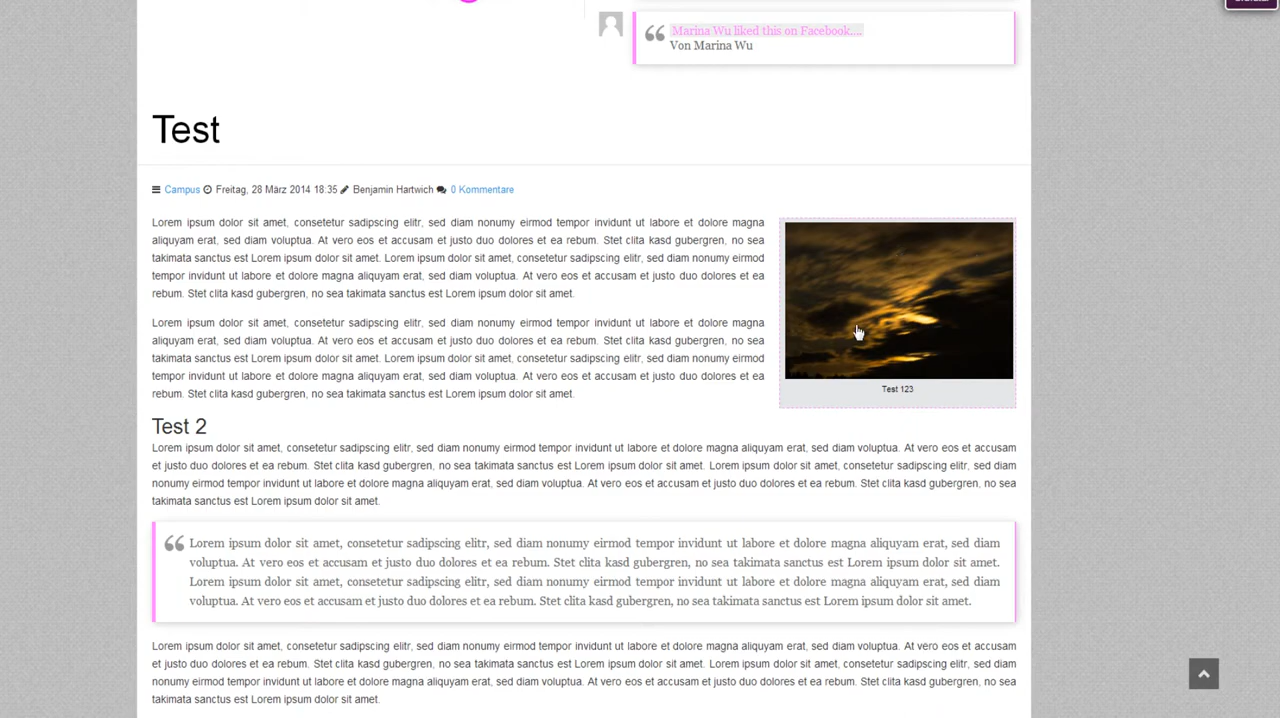 Marina Wu liked this on Facebook....
Von Marina Wu
Test
Campus Freitag, 28 März 2014 18:35 Benjamin Hartwich 0 Kommentare
Lorem ipsum dolor sit amet, consetetur sadipscing elitr, sed diam nonumy eirmod tempor invidunt ut labore et dolore magna
aliquyam erat, sed diam voluptua. At vero eos et accusam et justo duo dolores et ea rebum. Stet clita kasd gubergren, no sea
takimata sanctus est Lorem ipsum dolor sit amet. Lorem ipsum dolor sit amet, consetetur sadipscing elitr, sed diam nonumy eirmod
tempor invidunt ut labore et dolore magna aliquyam erat, sed diam voluptua. At vero eos et accusam et justo duo dolores et ea
rebum. Stet clita kasd gubergren, no sea takimata sanctus est Lorem ipsum dolor sit amet.
Lorem ipsum dolor sit amet, consetetur sadipscing elitr, sed diam nonumy eirmod tempor invidunt ut labore et dolore magna
aliquyam erat, sed diam voluptua. At vero eos et accusam et justo duo dolores et ea rebum. Stet clita kasd gubergren, no sea
takimata sanctus est Lorem ipsum dolor sit amet. Lorem ipsum dolor sit amet, consetetur sadipscing elitr, sed diam nonumy eirmod
tempor invidunt ut labore et dolore magna aliquyam erat, sed diam voluptua. At vero eos et accusam et justo duo dolores et ea
rebum. Stet clita kasd gubergren, no sea takimata sanctus est Lorem ipsum dolor sit amet.
Test 123
Test 2
Lorem ipsum dolor sit amet, consetetur sadipscing elitr, sed diam nonumy eirmod tempor invidunt ut labore et dolore magna aliquyam erat, sed diam voluptua. At vero eos et accusam
et justo duo dolores et ea rebum. Stet clita kasd gubergren, no sea takimata sanctus est Lorem ipsum dolor sit amet. Lorem ipsum dolor sit amet, consetetur sadipscing elitr, sed diam
nonumy eirmod tempor invidunt ut labore et dolore magna aliquyam erat, sed diam voluptua. At vero eos et accusam et justo duo dolores et ea rebum. Stet clita kasd gubergren, no sea
takimata sanctus est Lorem ipsum dolor sit amet.
Lorem ipsum dolor sit amet, consetetur sadipscing elitr, sed diam nonumy eirmod tempor invidunt ut labore et dolore magna aliquyam erat, sed diam
voluptua. At vero eos et accusam et justo duo dolores et ea rebum. Stet clita kasd gubergren, no sea takimata sanctus est Lorem ipsum dolor sit amet.
Lorem ipsum dolor sit amet, consetetur sadipscing elitr, sed diam nonumy eirmod tempor invidunt ut labore et dolore magna aliquyam erat, sed diam
voluptua. At vero eos et accusam et justo duo dolores et ea rebum. Stet clita kasd gubergren, no sea takimata sanctus est Lorem ipsum dolor sit amet.
Lorem ipsum dolor sit amet, consetetur sadipscing elitr, sed diam nonumy eirmod tempor invidunt ut labore et dolore magna aliquyam erat, sed diam voluptua. At vero eos et accusam
et justo duo dolores et ea rebum. Stet clita kasd gubergren, no sea takimata sanctus est Lorem ipsum dolor sit amet. Lorem ipsum dolor sit amet, consetetur sadipscing elitr, sed diam
nonumy eirmod tempor invidunt ut labore et dolore magna aliquyam erat, sed diam voluptua. At vero eos et accusam et justo duo dolores et ea rebum. Stet clita kasd gubergren, no sea
takimata sanctus est Lorem ipsum dolor sit amet.